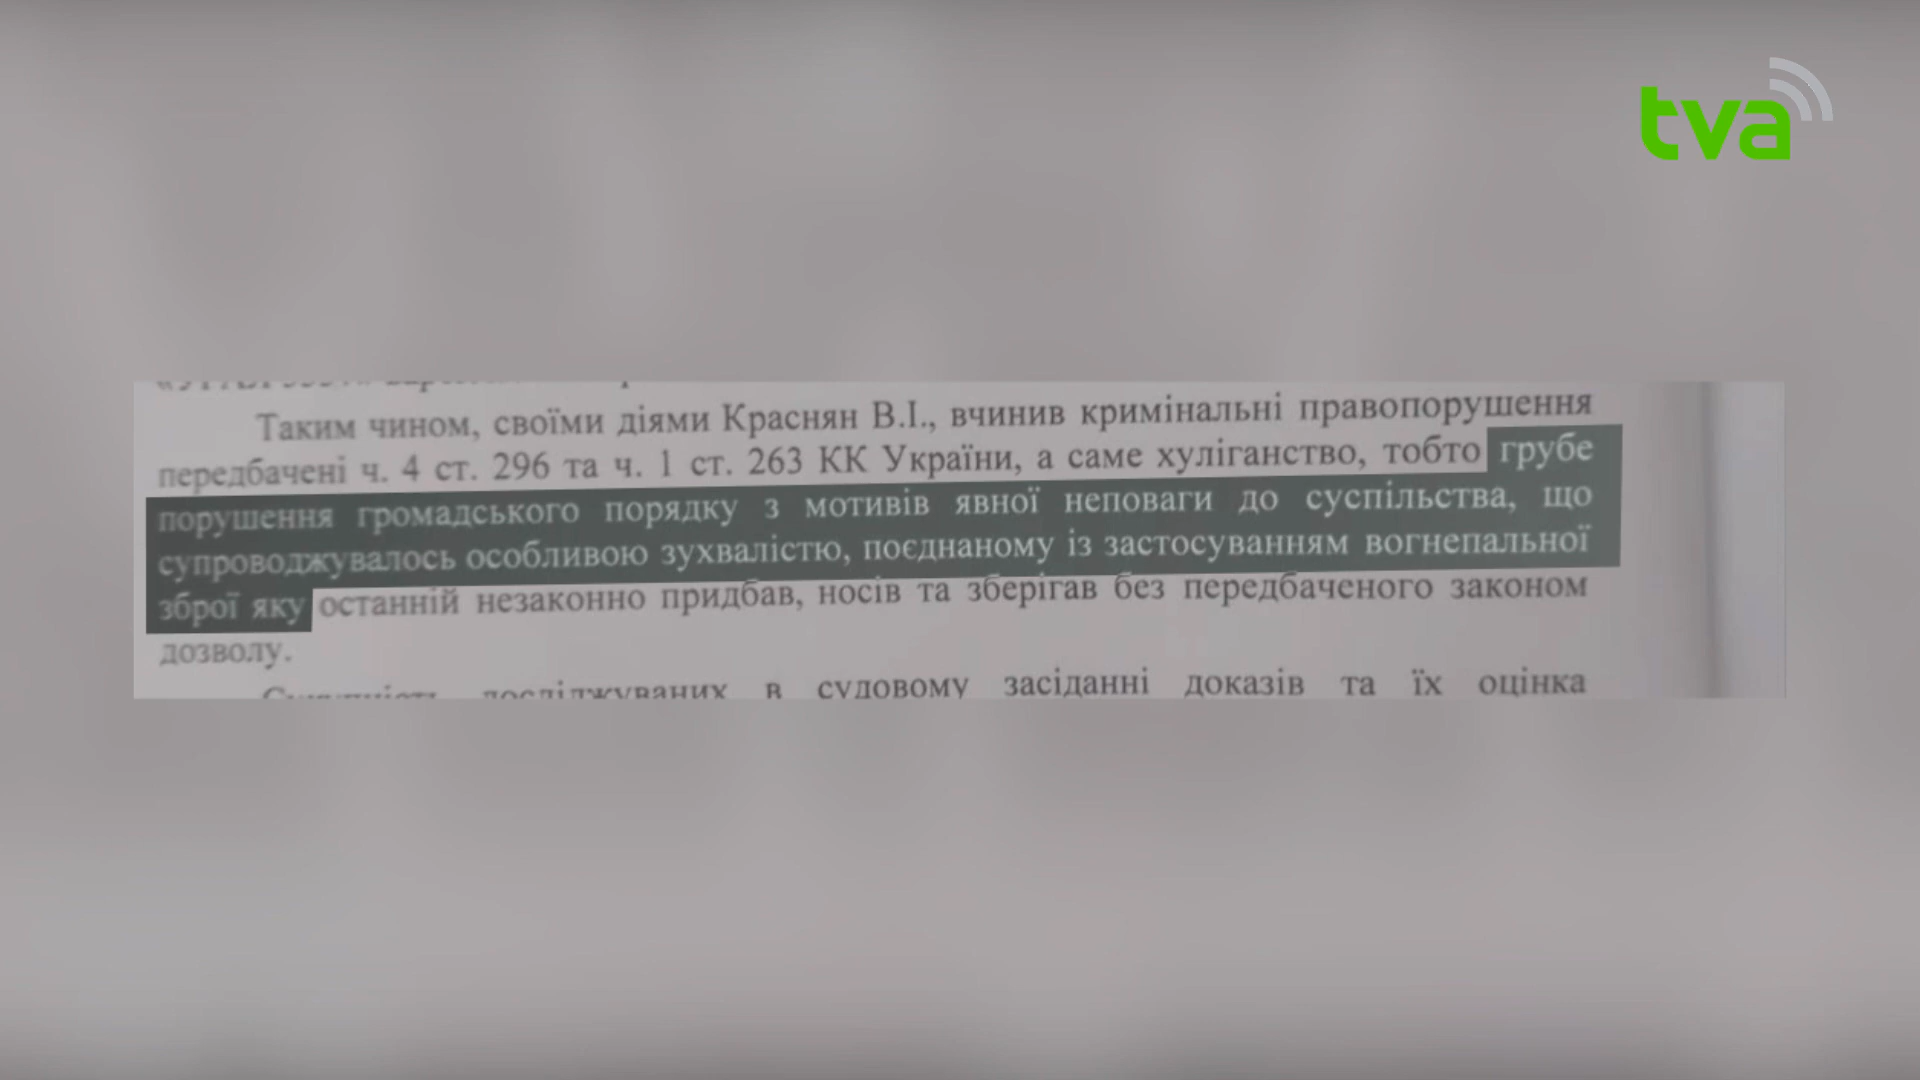 tva
Таким чином, своїми діями Краснян В.І., вчинив кримінальні правопорушення
передбачені ч. 4 ст. 296 та ч. 1 ст. 263 КК України, а саме хуліганство, тобто грубе
порушення громадського порядку з мотивів явної неповаги до суспільства, що
супроводжувалось особливою зухвалістю, поєднаному із застосуванням вогнепальної
зброї яку останній незаконно придбав, носів та зберігав без передбаченого законом
дозволу.
досліджуваних в судовому засіданні доказів та їх оцінка